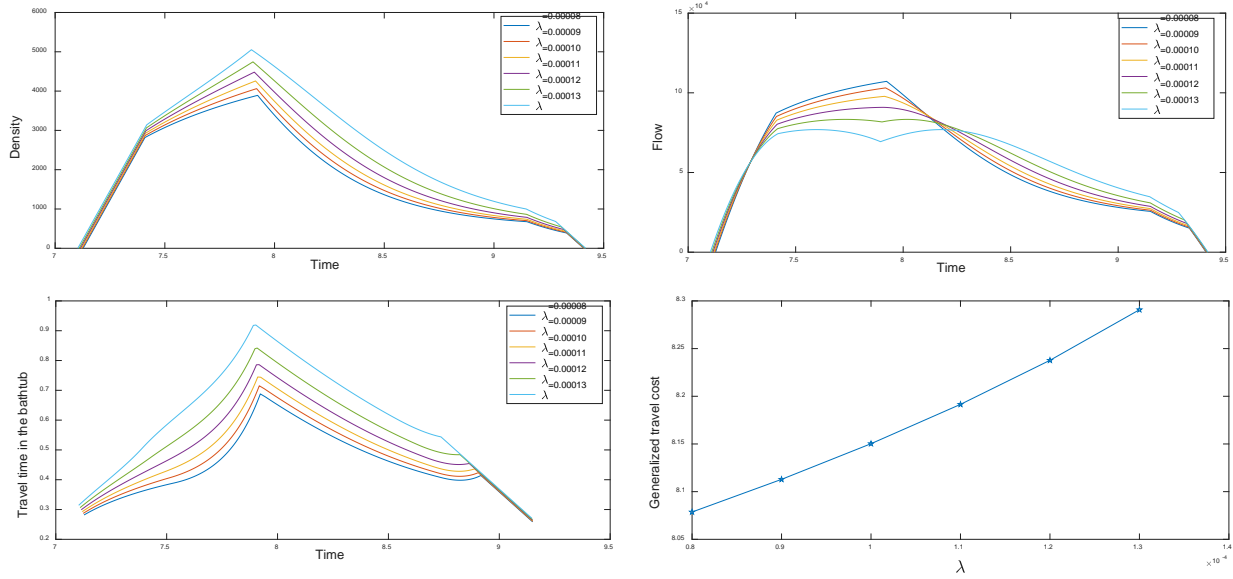 6000
5000
4000
3000
2000
1000
0
Density
7
7.5
8
8.5
9
9.5
Time
=0.00008
λ
=0.00009
λ
=0.00010
λ
=0.00011
λ
=0.00012
λ
=0.00013
λ
15
×10⁻⁴
10
5
0
Flow
7
7.5
8
8.5
9
9.5
Time
=0.00008
λ
=0.00009
λ
=0.00010
λ
=0.00011
λ
=0.00012
λ
=0.00013
λ
1
0.9
0.8
0.7
0.6
0.5
0.4
0.3
0.2
Travel time in the bathtub
7
7.5
8
8.5
9
9.5
Time
=0.00008
λ
=0.00009
λ
=0.00010
λ
=0.00011
λ
=0.00012
λ
=0.00013
λ
8.3
8.25
8.2
8.15
8.1
8.05
Generalized travel cost
0.8
0.9
1
1.1
1.2
1.3
1.4
×10⁻⁴
λ